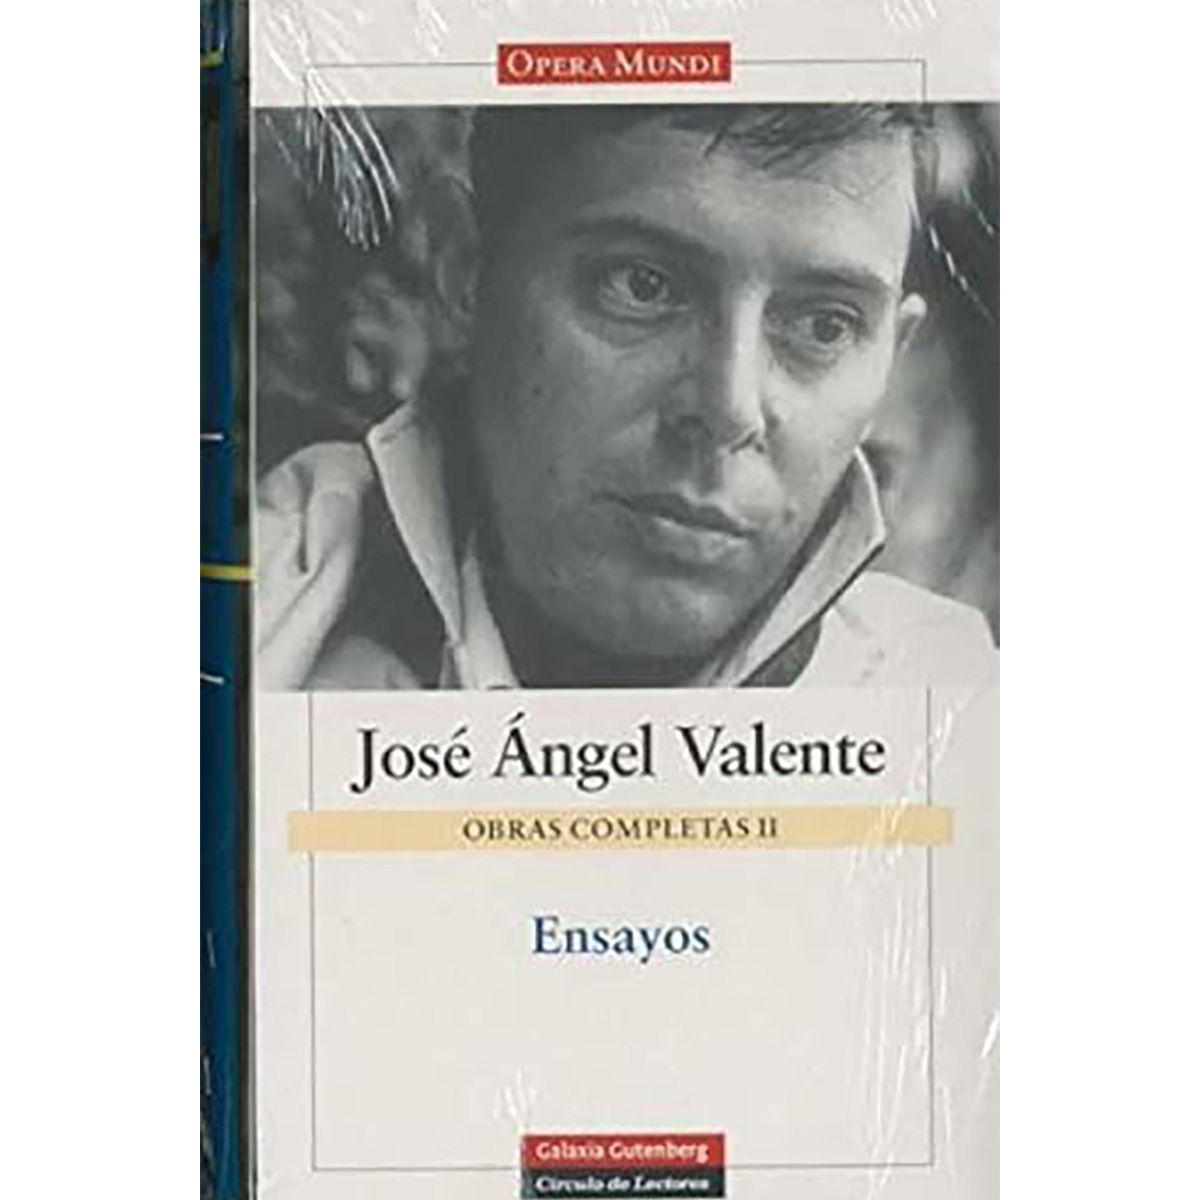 OPERA MUNDI
José Ángel Valente
OBRAS COMPLETAS II
Ensayos
Galaxia Gutenberg
Círculo de Lectores